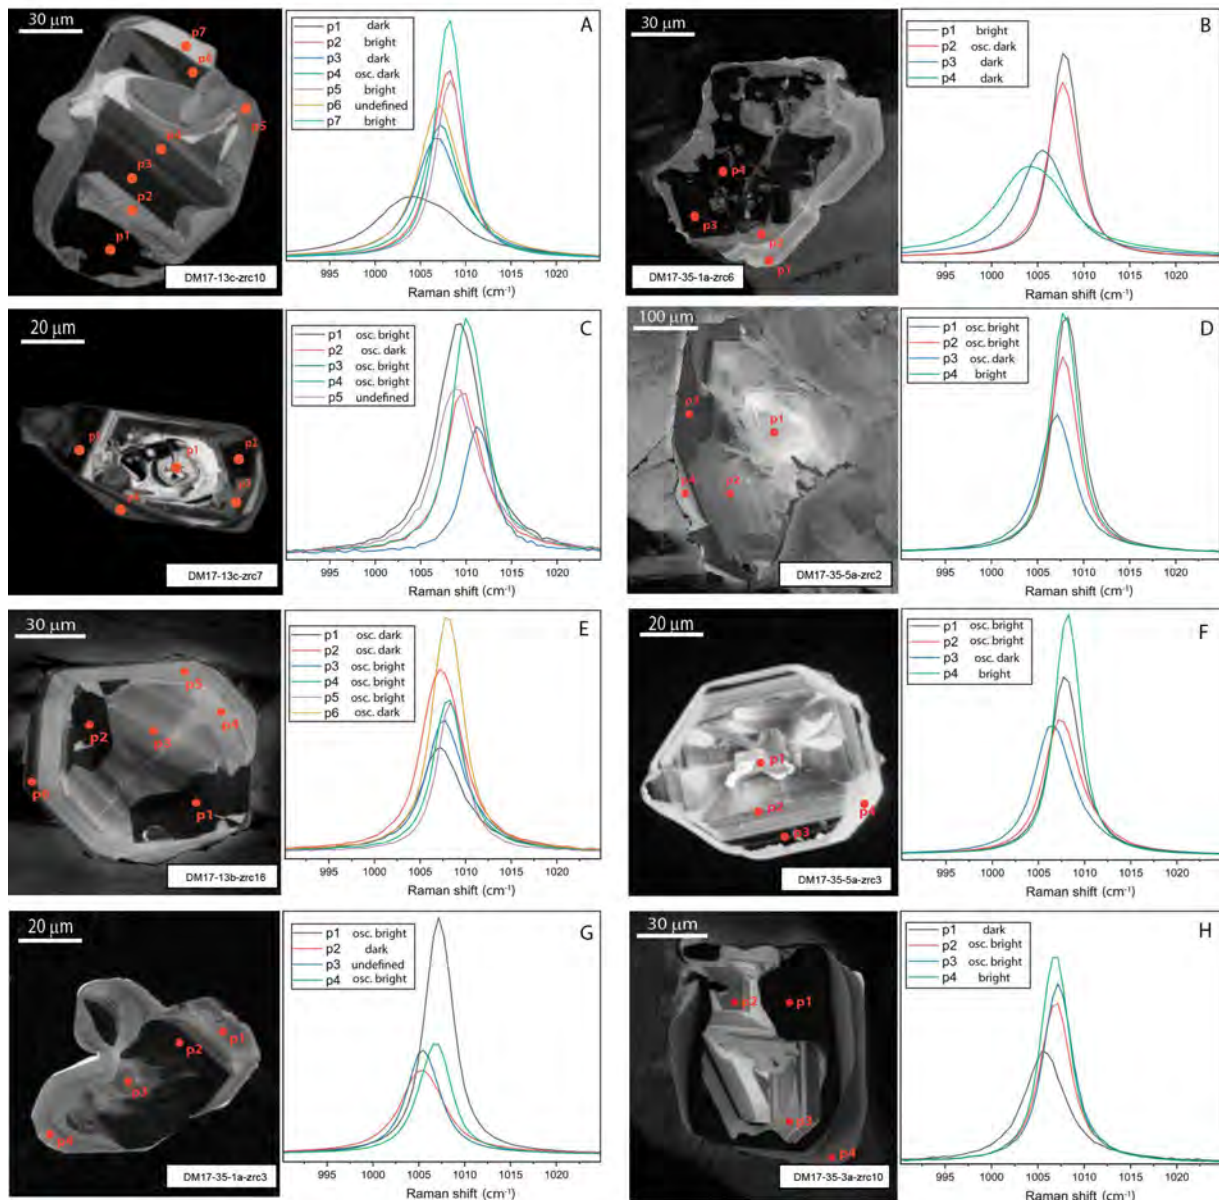 30 μm
p7
p6
p5
p3
p2
p1
DM17-13c-zrc10
A
p1 dark
p2 bright
p3 dark
p4 osc. dark
p5 bright
p6 undefined
p7 bright
995 1000 1005 1010 1015 1020
Raman shift (cm⁻¹)
30 μm
p4
p3
p1
DM17-35-1a-zrc6
B
p1 bright
p2 osc. dark
p3 dark
p4 dark
995 1000 1005 1010 1015 1020
Raman shift (cm⁻¹)
20 μm
p1
p2
DM17-13c-zrc7
C
p1 osc. bright
p2 osc. dark
p3 osc. bright
p4 osc. bright
p5 undefined
995 1000 1005 1010 1015 1020
Raman shift (cm⁻¹)
100 μm
p1
p2
p3
DM17-35-5a-zrc2
D
p1 osc. bright
p2 osc. bright
p3 osc. dark
p4 bright
995 1000 1005 1010 1015 1020
Raman shift (cm⁻¹)
30 μm
p5
p4
p2
p3
p1
DM17-13b-zrc16
E
p1 osc. dark
p2 osc. dark
p3 osc. bright
p4 osc. bright
p5 osc. bright
p6 osc. dark
995 1000 1005 1010 1015 1020
Raman shift (cm⁻¹)
20 μm
p1
p2
p4
p3
DM17-35-5a-zrc3
F
p1 osc. bright
p2 osc. bright
p3 osc. dark
p4 bright
995 1000 1005 1010 1015 1020
Raman shift (cm⁻¹)
20 μm
p1
p2
p3
p4
DM17-35-1a-zrc3
G
p1 osc. bright
p2 dark
p3 undefined
p4 osc. bright
995 1000 1005 1010 1015 1020
Raman shift (cm⁻¹)
30 μm
p2
p1
p3
p4
DM17-35-3a-zrc10
H
p1 dark
p2 osc. bright
p3 osc. bright
p4 bright
995 1000 1005 1010 1015 1020
Raman shift (cm⁻¹)